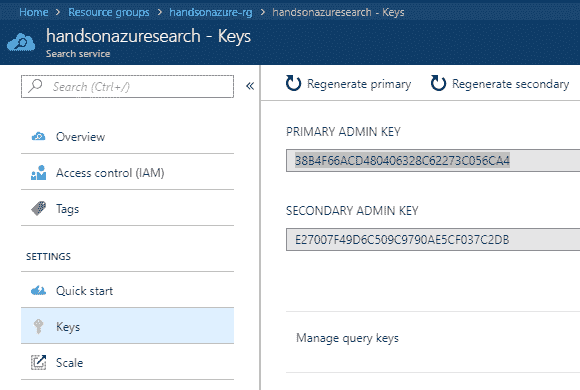 Home > Resource groups > handsonazure-rg > handsonazuresearch - Keys
handsonazuresearch - Keys
Search service
Search (Ctrl+/)
«
Overview
Access control (IAM)
Tags
SETTINGS
Quick start
Keys
Scale
Regenerate primary
Regenerate secondary
PRIMARY ADMIN KEY
38B4F66ACD480406328C62273C056CA4
SECONDARY ADMIN KEY
E27007F49D6C509C9790AE5CF037C2DB
Manage query keys